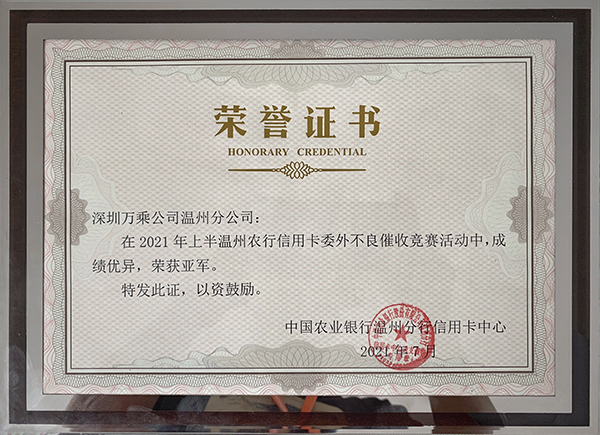 荣誉证书
HONORARY CREDENTIAL
深圳万乘公司温州分公司：
在2021年上半温州农行信用卡委外不良催收竞赛活动中，成
绩优异，荣获亚军。
特发此证，以资鼓励。
中国农业银行温州分行信用卡中心
2021年7月